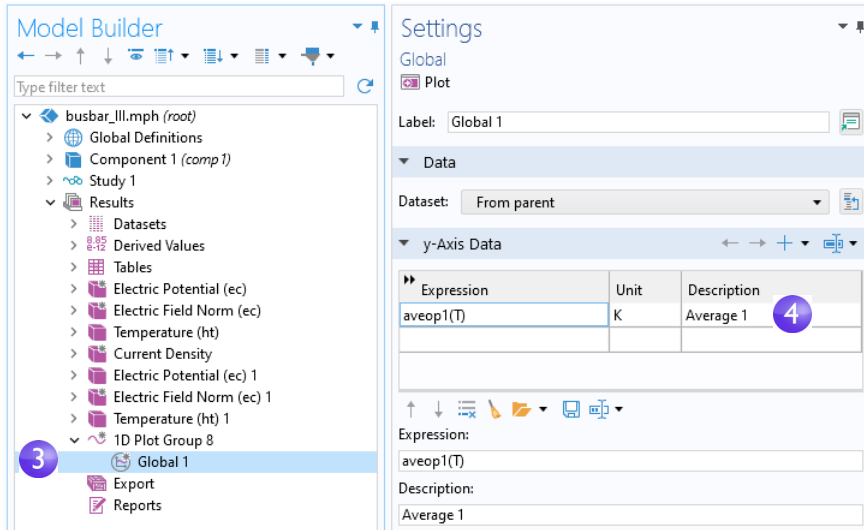 Model Builder
Type filter text
busbar_III.mph (root)
Global Definitions
Component 1 (comp1)
Study 1
Results
Datasets
8.85
e-12
Derived Values
Tables
Electric Potential (ec)
Electric Field Norm (ec)
Temperature (ht)
Current Density
Electric Potential (ec) 1
Electric Field Norm (ec) 1
Temperature (ht) 1
1D Plot Group 8
3
Global 1
Export
Reports
Settings
Global
Plot
Label: Global 1
Data
Dataset: From parent
y-Axis Data
Expression Unit Description
aveop1(T) K Average 1
4
Expression:
aveop1(T)
Description:
Average 1